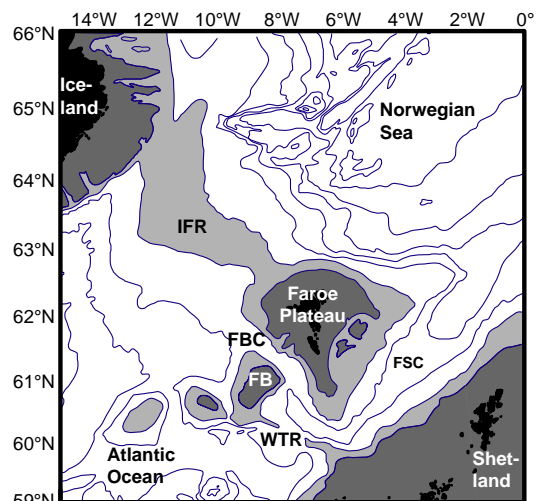 14°W 12°W 10°W 8°W 6°W 4°W 2°W 0°
66°N
65°N
64°N
63°N
62°N
61°N
60°N
59°N
Ice-
land
Norwegian
Sea
IFR
Faroe
Plateau
FBC
FSC
FB
WTR
Atlantic
Ocean
Shet-
land